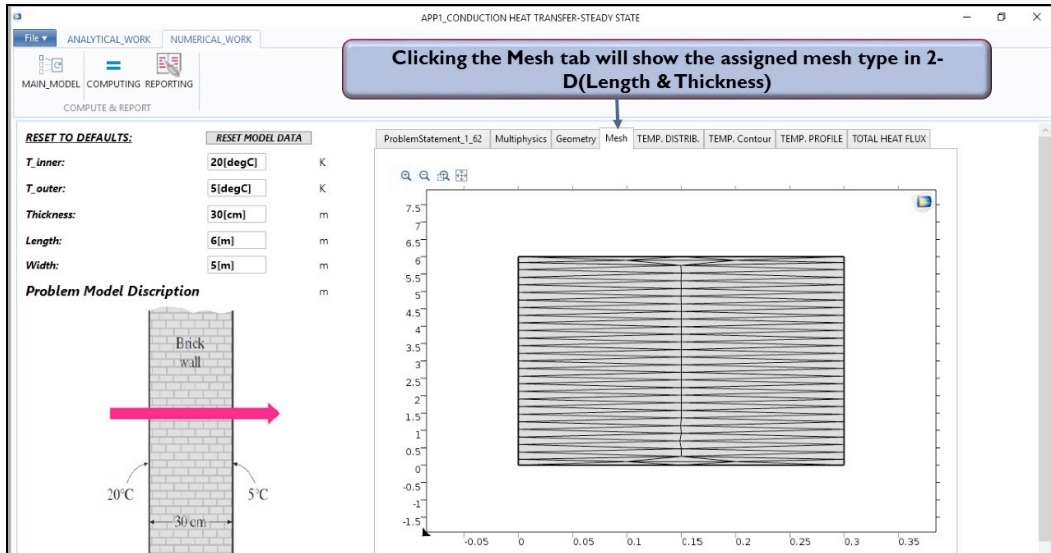 APP1_CONDUCTION HEAT TRANSFER-STEADY STATE
File ANALYTICAL_WORK NUMERICAL_WORK
MAIN_MODEL COMPUTING REPORTING
COMPUTE & REPORT
Clicking the Mesh tab will show the assigned mesh type in 2-
D(Length & Thickness)
RESET TO DEFAULTS: RESET MODEL DATA
T_inner: 20[degC] K
T_outer: 5[degC] K
Thickness: 30[cm] m
Length: 6[m] m
Width: 5[m] m
Problem Model Discription m
Brick
wall
20°C 5°C
30 cm
ProblemStatement_1_62 Multiphysics Geometry Mesh TEMP. DISTRIB. TEMP. Contour TEMP. PROFILE TOTAL HEAT FLUX
7.5
7
6.5
6
5.5
5
4.5
4
3.5
3
2.5
2
1.5
1
0.5
0
-0.5
-1
-1.5
-0.05 0 0.05 0.1 0.15 0.2 0.25 0.3 0.35